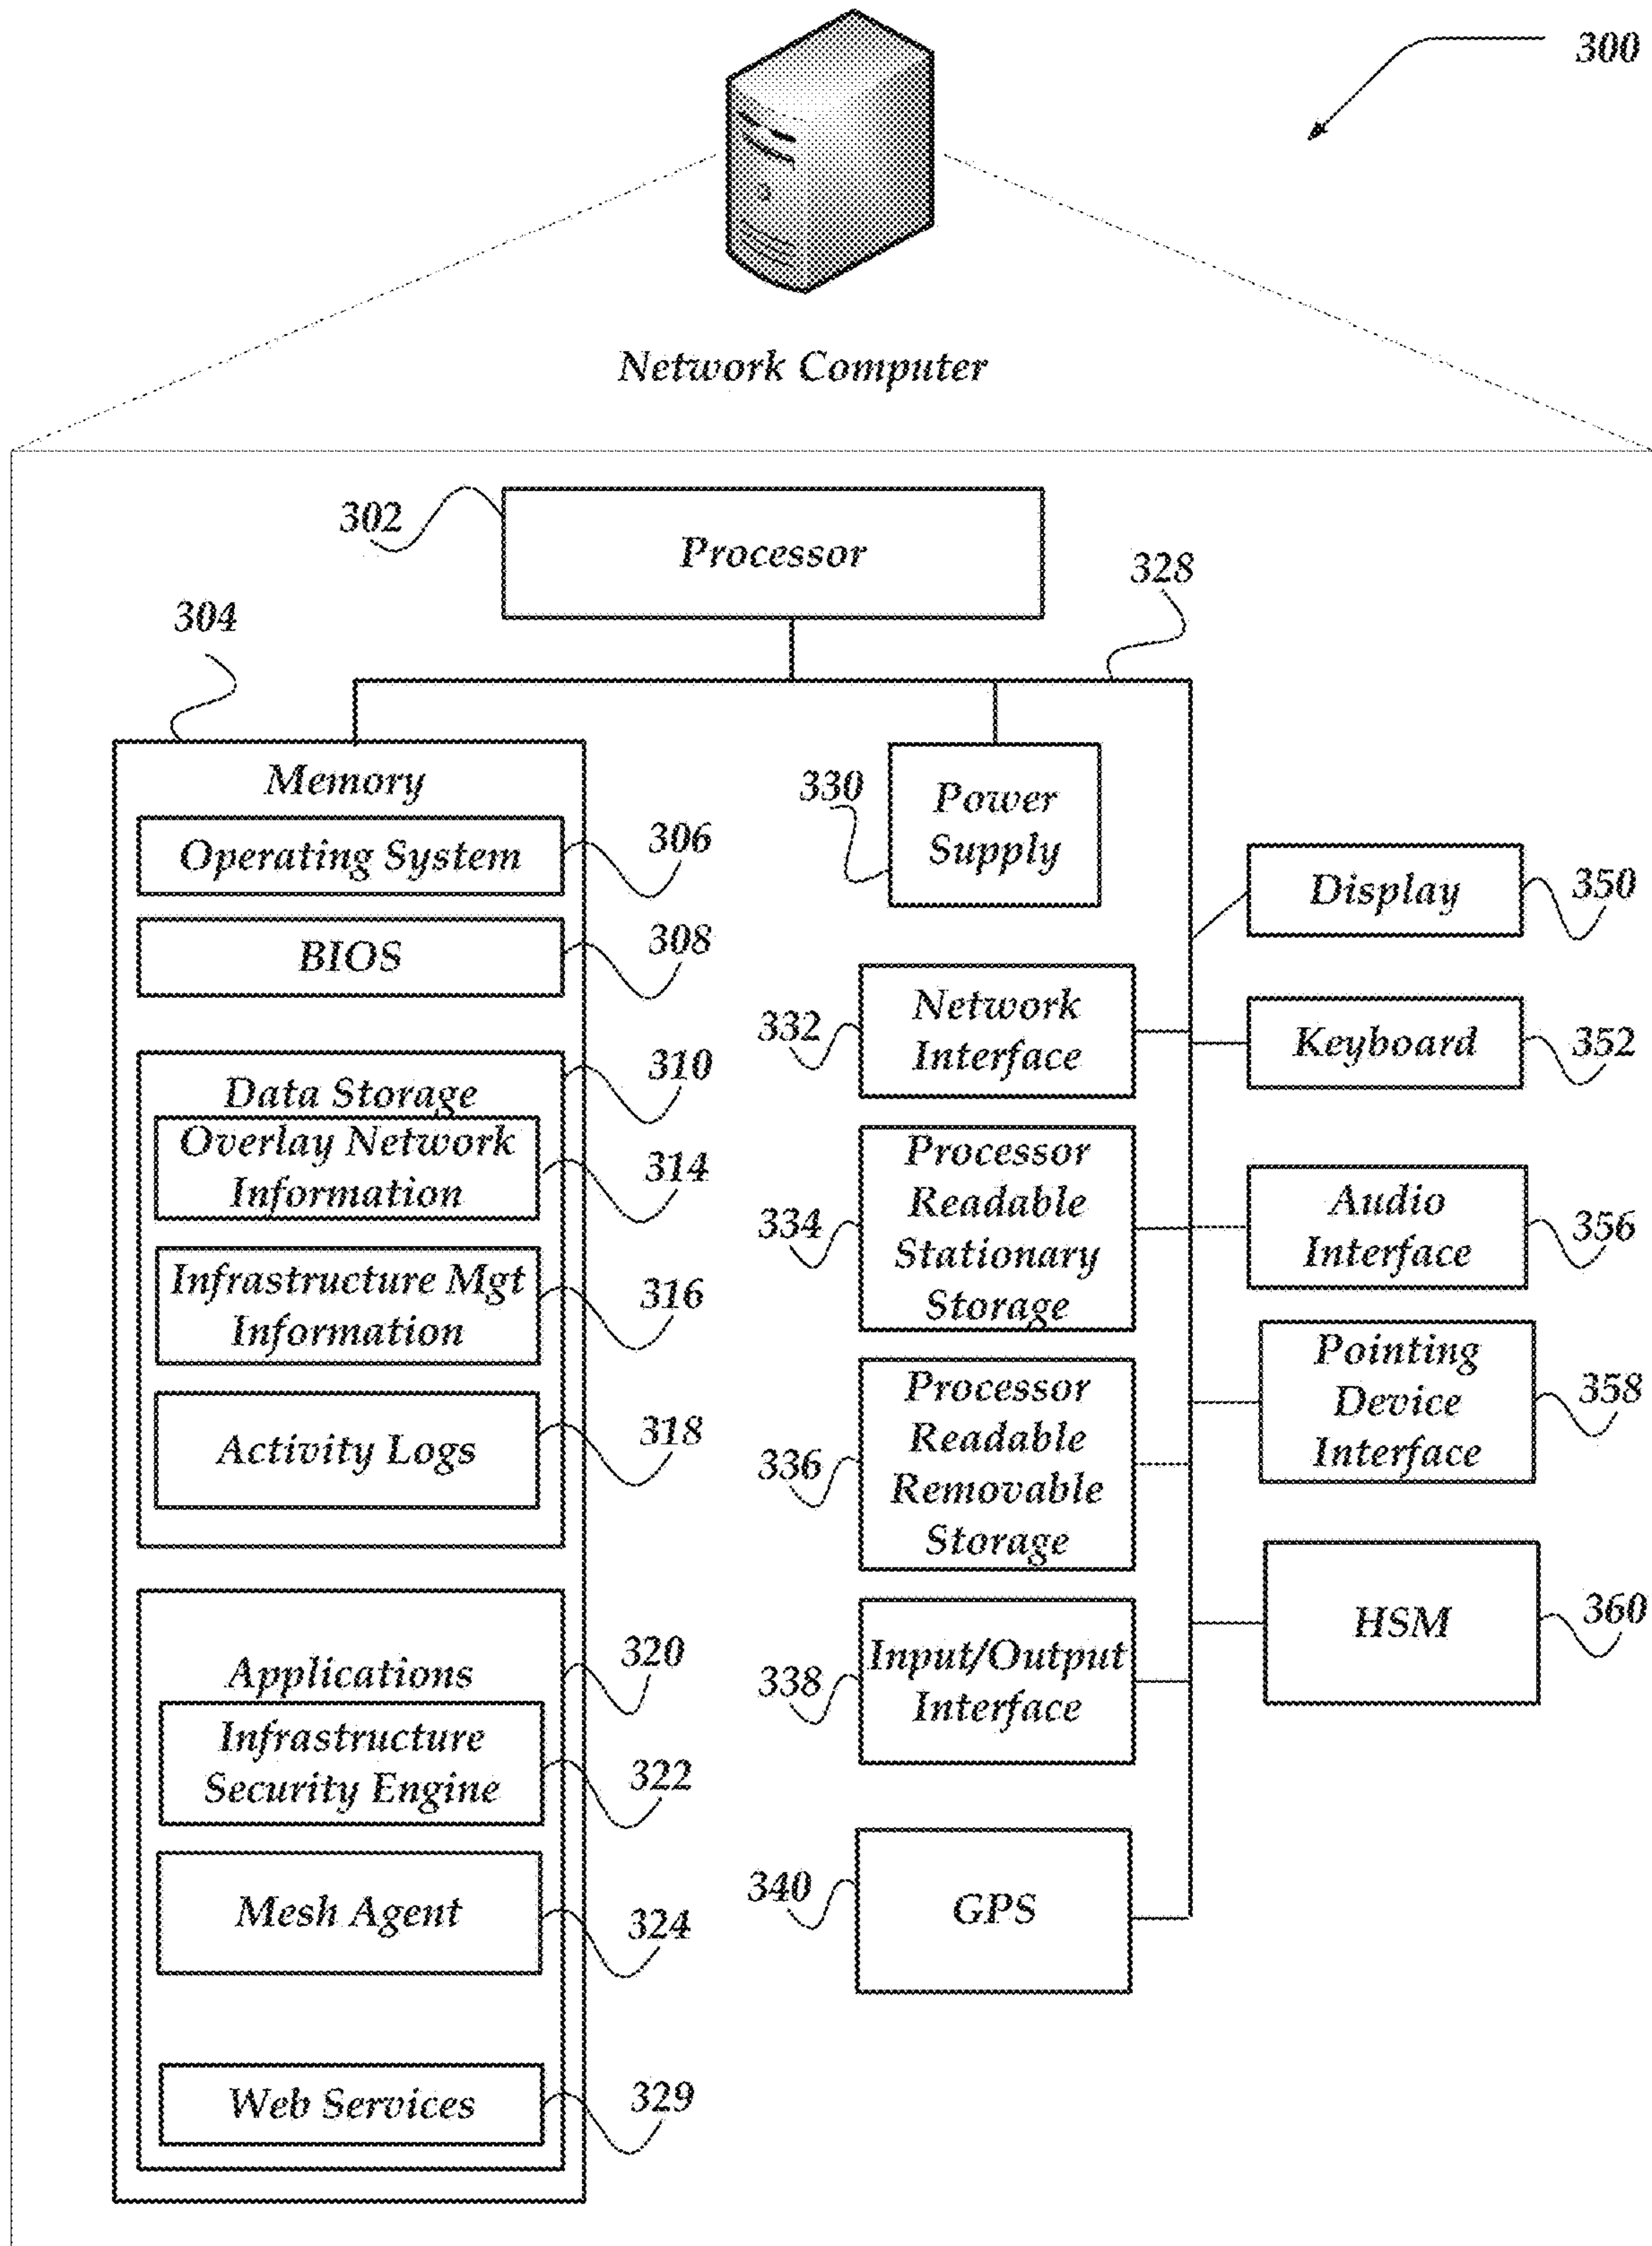 300
Network Computer
302
Processor
328
304
Memory
Operating System
306
BIOS
308
Data Storage
310
Overlay Network
Information
314
Infrastructure Mgt
Information
316
Activity Logs
318
Applications
320
Infrastructure
Security Engine
322
Mesh Agent
324
Web Services
329
330
Power
Supply
332
Network
Interface
334
Processor
Readable
Stationary
Storage
336
Processor
Readable
Removable
Storage
338
Input/Output
Interface
340
GPS
Display
350
Keyboard
352
Audio
Interface
356
Pointing
Device
Interface
358
HSM
360